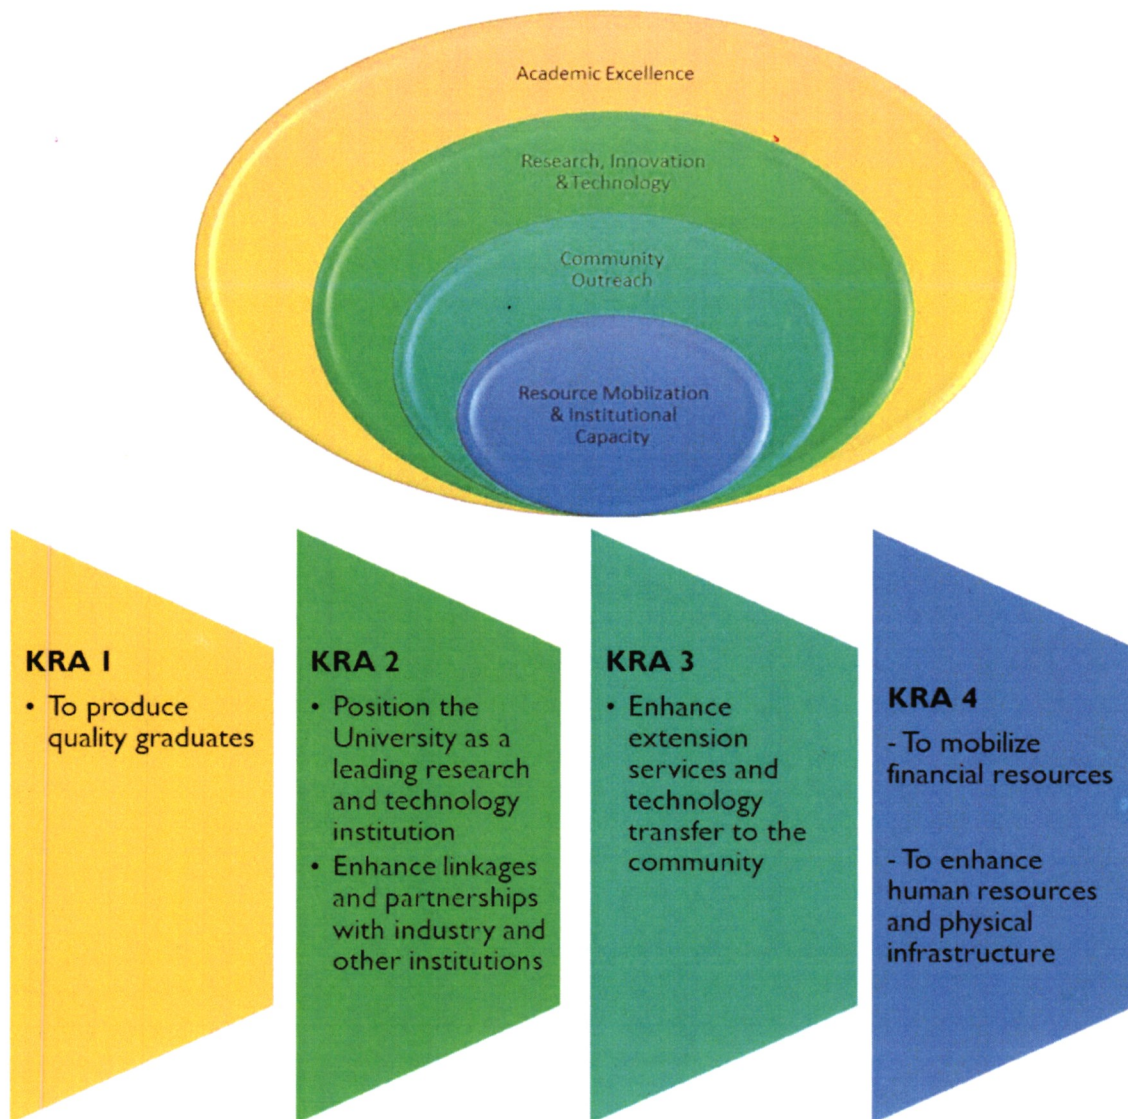 Academic Excellence
Research, Innovation
& Technology
Community
Outreach
Resource Moblization
& Institutional
Capacity
KRA 1
• To produce
quality graduates
KRA 2
• Position the
University as a
leading research
and technology
institution
• Enhance linkages
and partnerships
with industry and
other institutions
KRA 3
• Enhance
extension
services and
technology
transfer to the
community
KRA 4
- To mobilize
financial resources
- To enhance
human resources
and physical
infrastructure